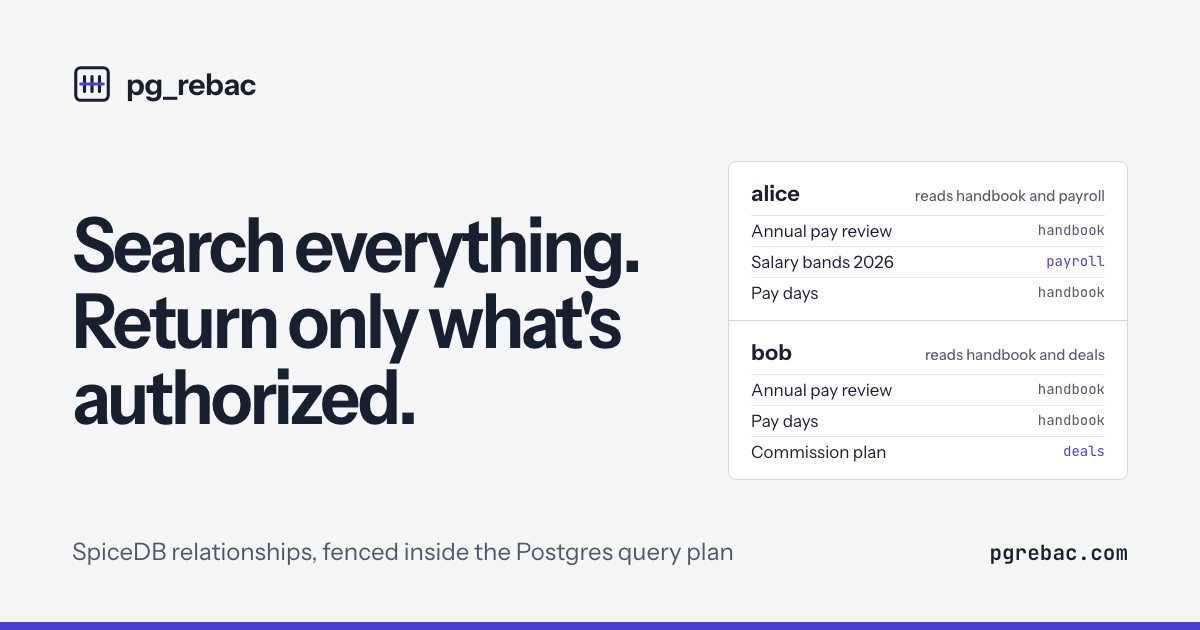 pg_rebac
Search everything.
Return only what's
authorized.
alice reads handbook and payroll
Annual pay review handbook
Salary bands 2026 payroll
Pay days handbook
bob reads handbook and deals
Annual pay review handbook
Pay days handbook
Commission plan deals
SpiceDB relationships, fenced inside the Postgres query plan
pgrebac.com